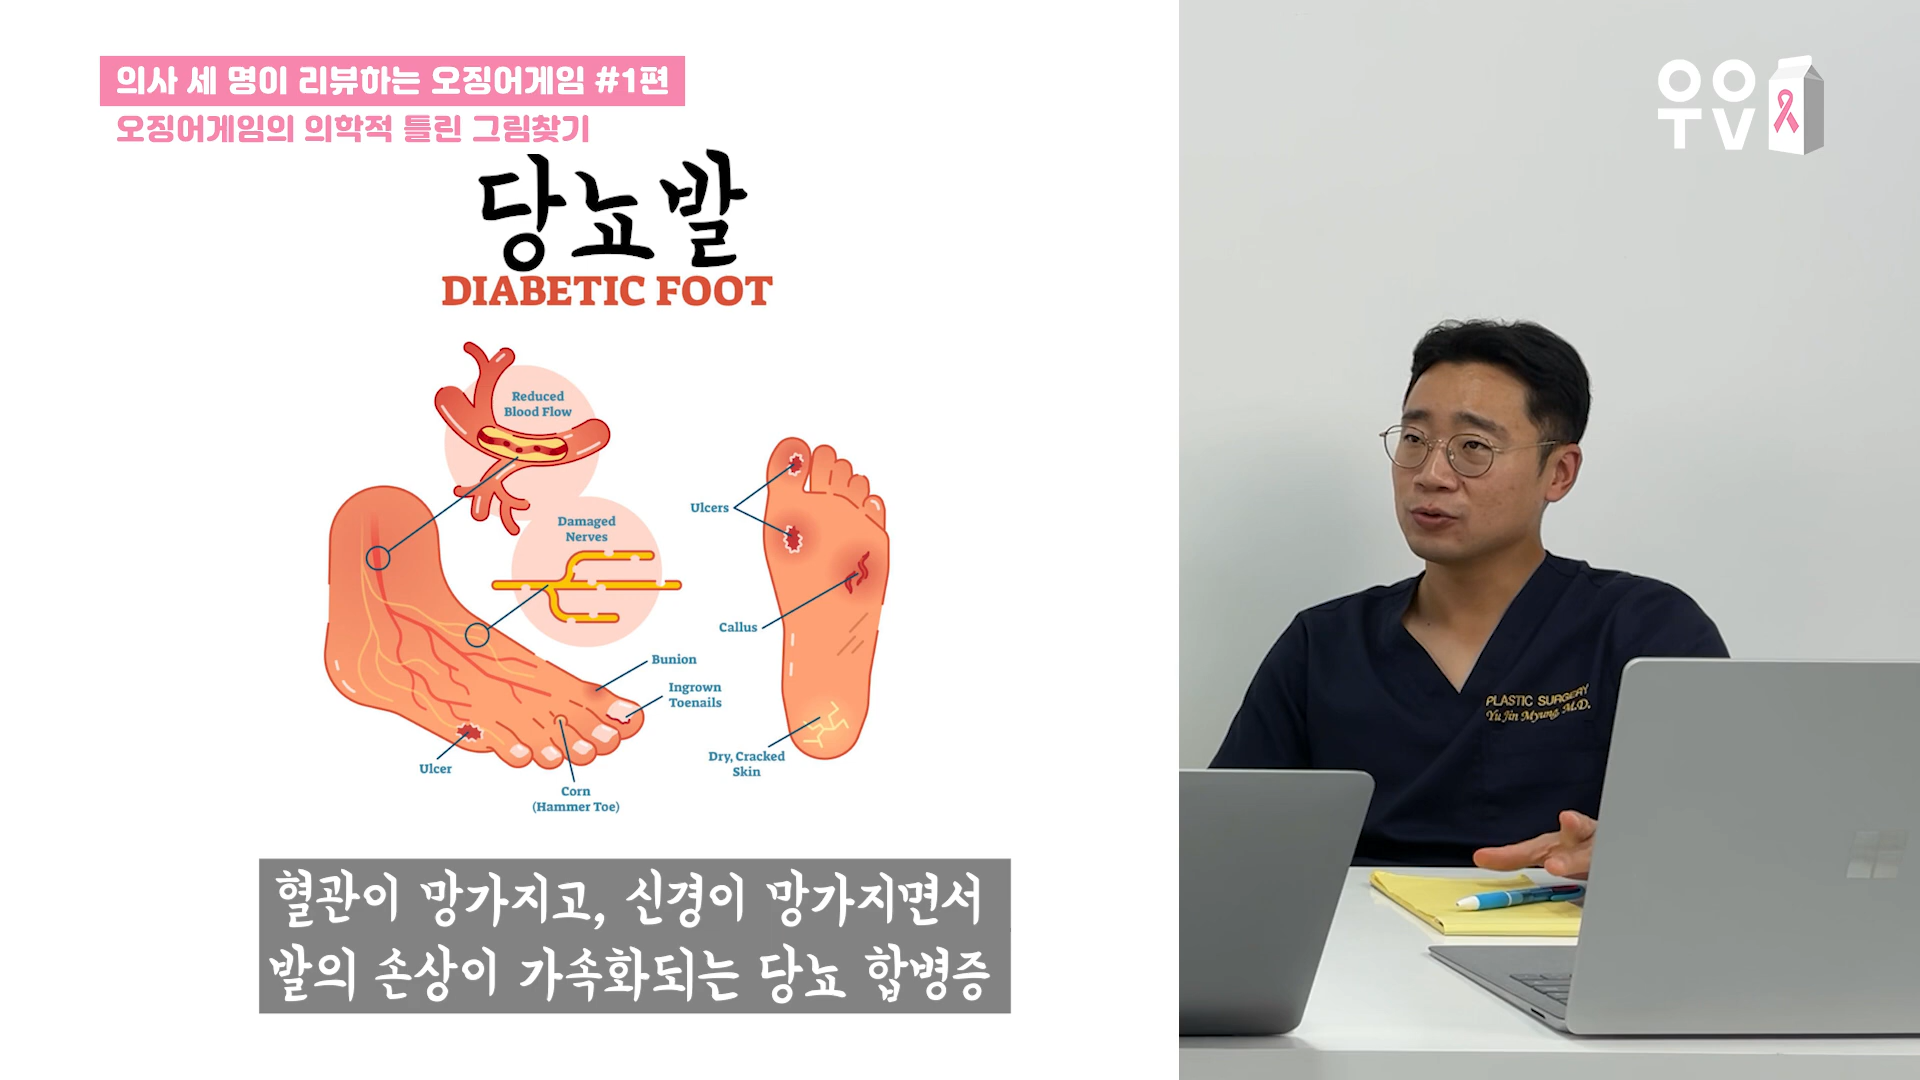 의사 세 명이 리뷰하는 오징어게임 #1편
오징어게임의 의학적 틀린 그림찾기
당뇨발
DIABETIC FOOT
Reduced
Blood Flow
Damaged
Nerves
Bunion
Ingrown
Toenails
Ulcer
Corn
(Hammer Toe)
Ulcers
Callus
Dry, Cracked
Skin
혈관이 망가지고, 신경이 망가지면서
발의 손상이 가속화되는 당뇨 합병증
ㅇㅇ
TV
PLASTIC SURGERY
Yu Jin Myung, M.D.